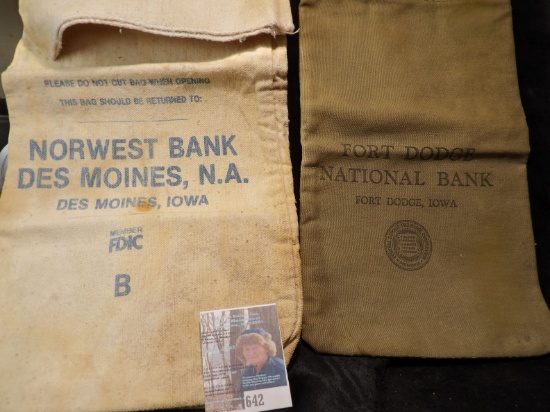 PLEASE DO NOT CUT BAG WHEN OPENING
THIS BAG SHOULD BE RETURNED TO:
NORWEST BANK
DES MOINES, N.A.
DES MOINES, IOWA
MEMBER
FDIC
B
FORT DODGE
NATIONAL BANK
FORT DODGE, IOWA
642